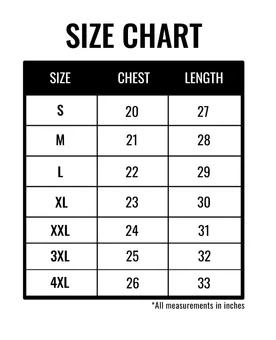 SIZE CHART
SIZE CHEST LENGTH
S 20 27
M 21 28
L 22 29
XL 23 30
XXL 24 31
3XL 25 32
4XL 26 33
*All measurements in inches